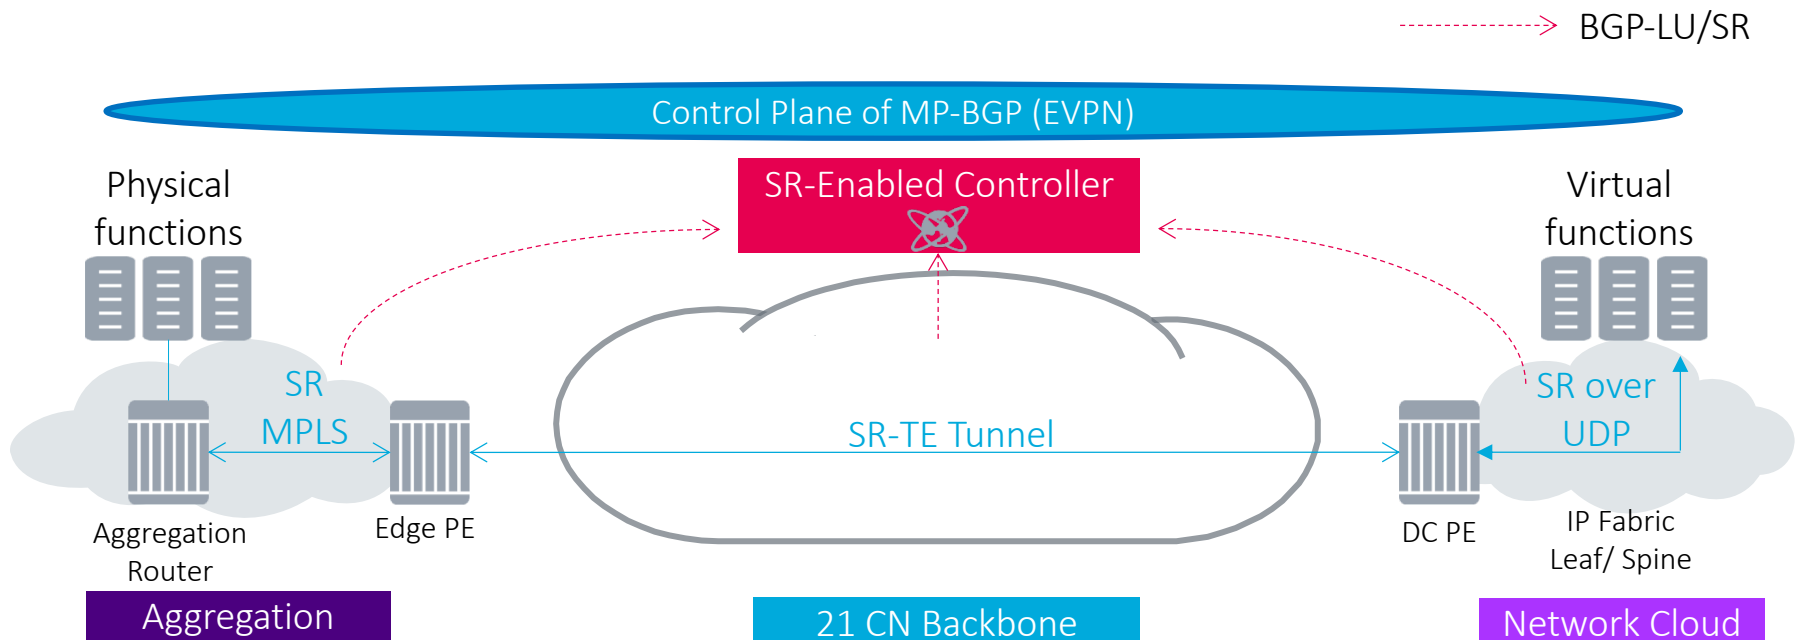 BGP-LU/SR
Control Plane of MP-BGP (EVPN)
Physical
functions
SR-Enabled Controller
Virtual
functions
SR
MPLS
SR-TE Tunnel
SR over
UDP
Aggregation
Router
Edge PE
DC PE
IP Fabric
Leaf/ Spine
Aggregation
21 CN Backbone
Network Cloud